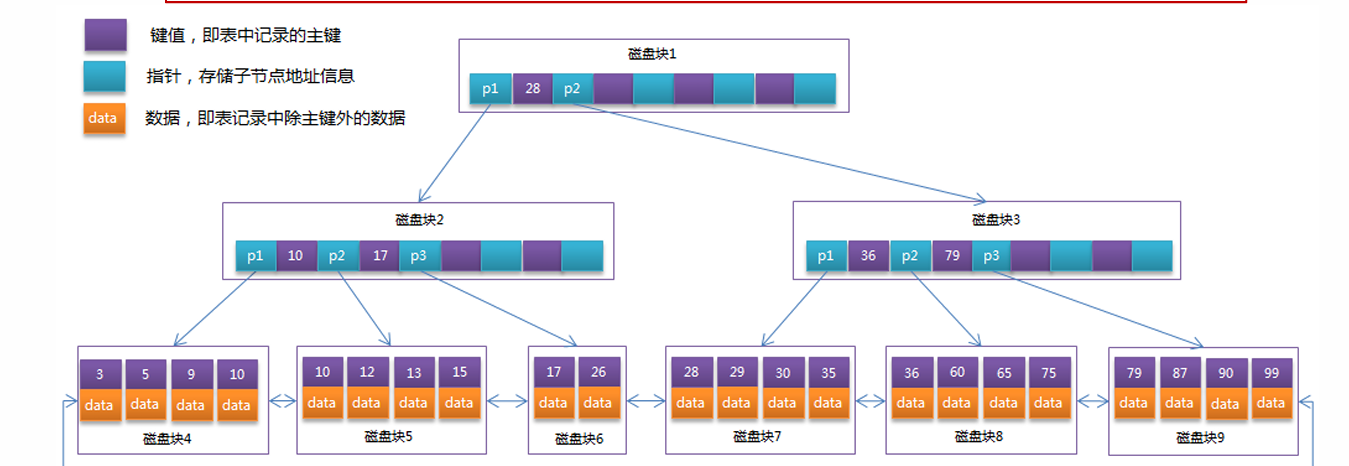 键值，即表中记录的主键
指针，存储子节点地址信息
data 数据，即表记录中除主键外的数据
磁盘块1
p1 28 p2
磁盘块2
p1 10 p2 17 p3
磁盘块3
p1 36 p2 79 p3
3 5 9 10
data data data data
磁盘块4
10 12 13 15
data data data data
磁盘块5
17 26
data data
磁盘块6
28 29 30 35
data data data data
磁盘块7
36 60 65 75
data data data data
磁盘块8
79 87 90 99
data data data data
磁盘块9